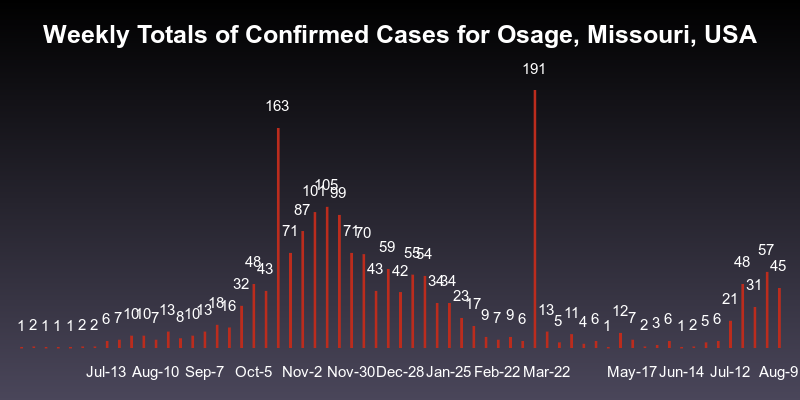 Weekly Totals of Confirmed Cases for Osage, Missouri, USA
1 2 1 1 1 2 2 6 7 10 10 7 13 8 10 13 18 16 32 48 43 163 71 87 101 105 99 71 70 43 59 42 55 54 34 34 23 17 9 7 9 6 191 13 5 11 4 6 1 12 7 2 3 6 1 2 5 6 21 48 31 57 45
Jul-13 Aug-10 Sep-7 Oct-5 Nov-2 Nov-30 Dec-28 Jan-25 Feb-22 Mar-22 May-17 Jun-14 Jul-12 Aug-9